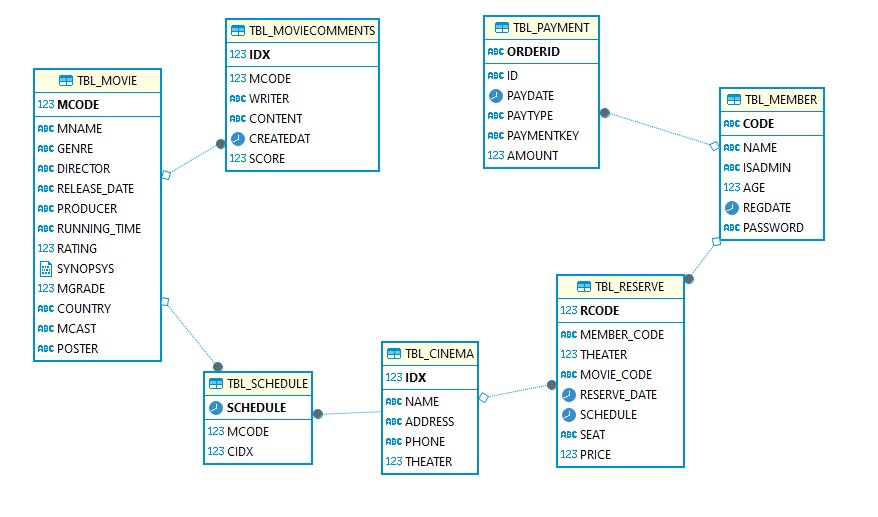 TBL_MOVIE
123 MCODE
ABC MNAME
ABC GENRE
ABC DIRECTOR
ABC RELEASE_DATE
ABC PRODUCER
ABC RUNNING_TIME
123 RATING
SYNOPSYS
123 MGRADE
ABC COUNTRY
ABC MCAST
ABC POSTER
TBL_MOVIECOMMENTS
123 IDX
123 MCODE
ABC WRITER
ABC CONTENT
CREATEDAT
123 SCORE
TBL_PAYMENT
ABC ORDERID
ABC ID
PAYDATE
ABC PAYTYPE
ABC PAYMENTKEY
123 AMOUNT
TBL_MEMBER
ABC CODE
ABC NAME
ABC ISADMIN
123 AGE
REGDATE
ABC PASSWORD
TBL_SCHEDULE
SCHEDULE
123 MCODE
123 CIDX
TBL_CINEMA
123 IDX
ABC NAME
ABC ADDRESS
ABC PHONE
123 THEATER
TBL_RESERVE
123 RCODE
ABC MEMBER_CODE
123 THEATER
ABC MOVIE_CODE
RESERVE_DATE
SCHEDULE
ABC SEAT
123 PRICE